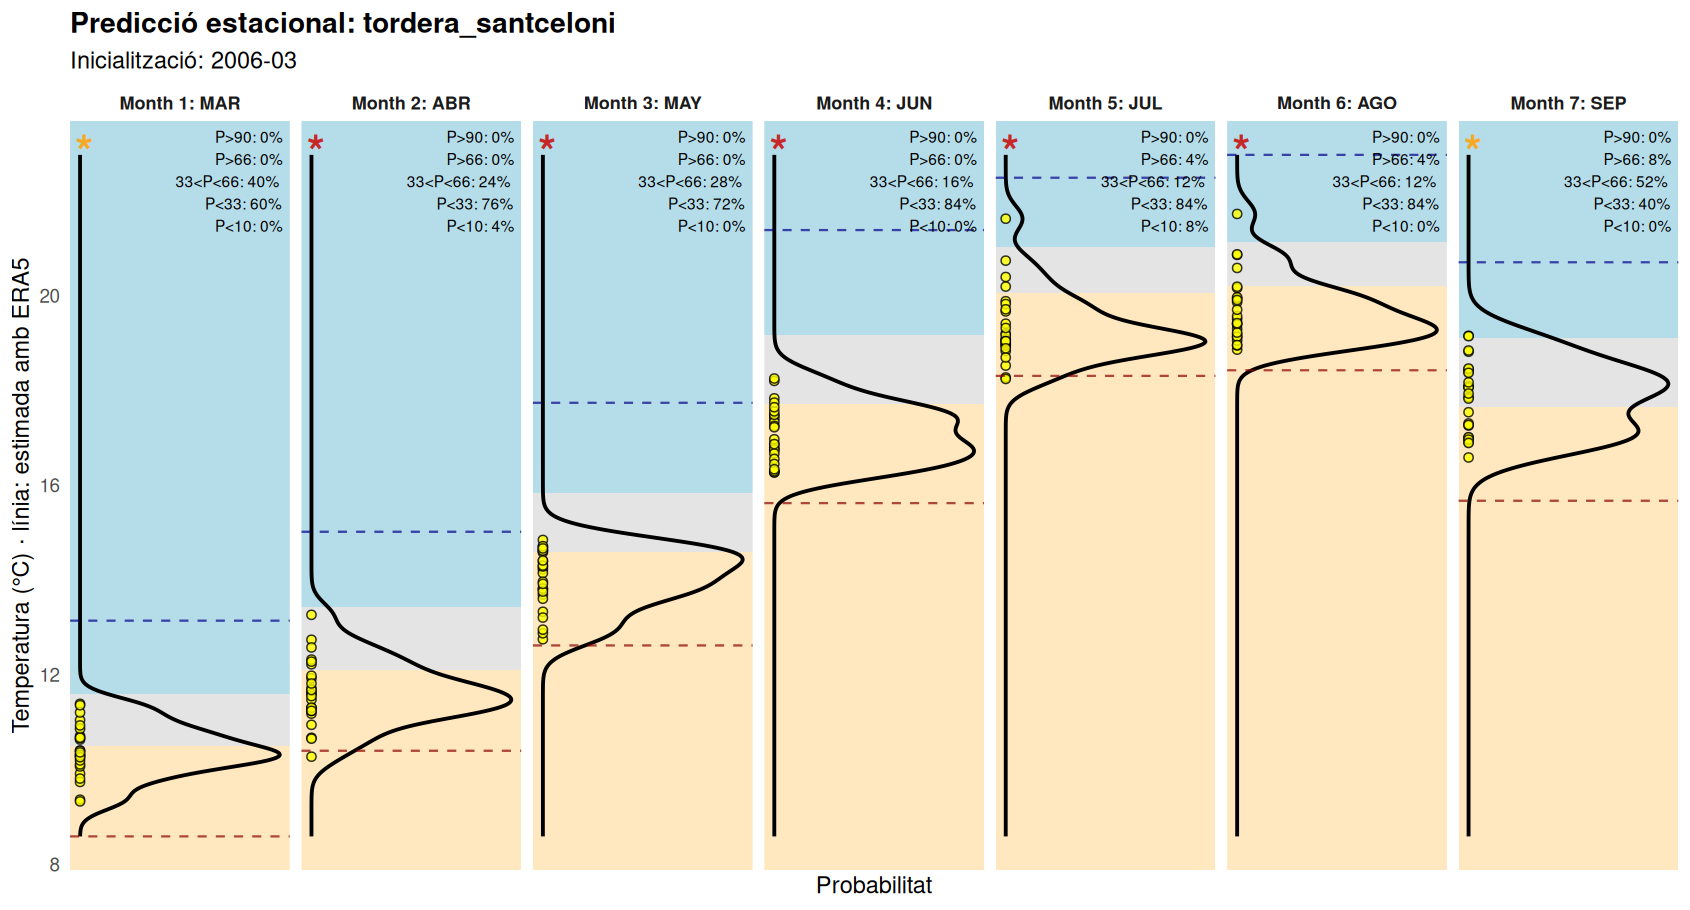 Predicció estacional: tordera_santceloni
Inicialització: 2006-03
Month 1: MAR
Month 2: ABR
Month 3: MAY
Month 4: JUN
Month 5: JUL
Month 6: AGO
Month 7: SEP
*
P>90: 0%
P>66: 0%
33<P<66: 40%
P<33: 60%
P<10: 0%
*
P>90: 0%
P>66: 0%
33<P<66: 24%
P<33: 76%
P<10: 4%
*
P>90: 0%
P>66: 0%
33<P<66: 28%
P<33: 72%
P<10: 0%
*
P>90: 0%
P>66: 0%
33<P<66: 16%
P<33: 84%
P<10: 0%
*
P>90: 0%
P>66: 4%
33<P<66: 12%
P<33: 84%
P<10: 8%
*
P>90: 0%
P>66: 4%
33<P<66: 12%
P<33: 84%
P<10: 0%
*
P>90: 0%
P>66: 8%
33<P<66: 52%
P<33: 40%
P<10: 0%
Temperatura (°C) · línia: estimada amb ERA5
20
16
12
8
Probabilitat